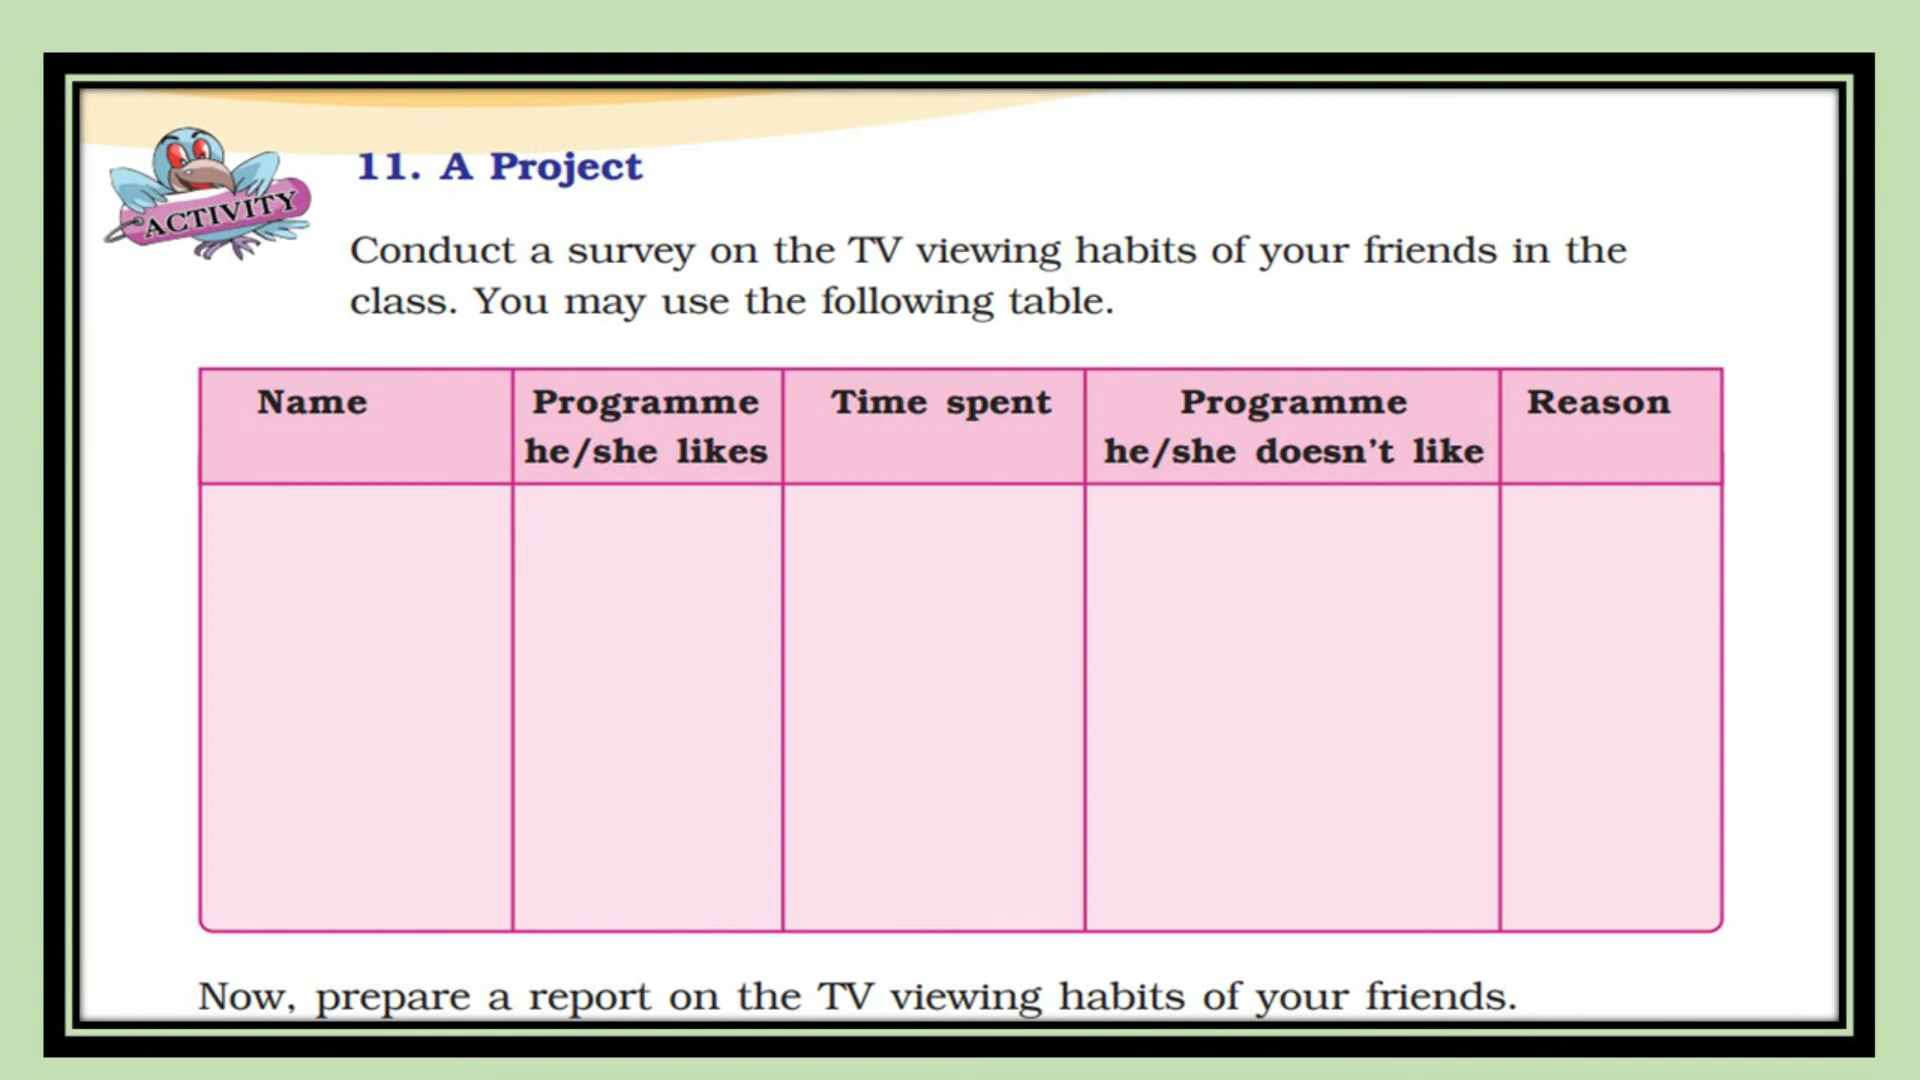 ACTIVITY
11. A Project
Conduct a survey on the TV viewing habits of your friends in the
class. You may use the following table.
Name
Programme
he/she likes
Time spent
Programme
he/she doesn't like
Reason
Now, prepare a report on the TV viewing habits of your friends.